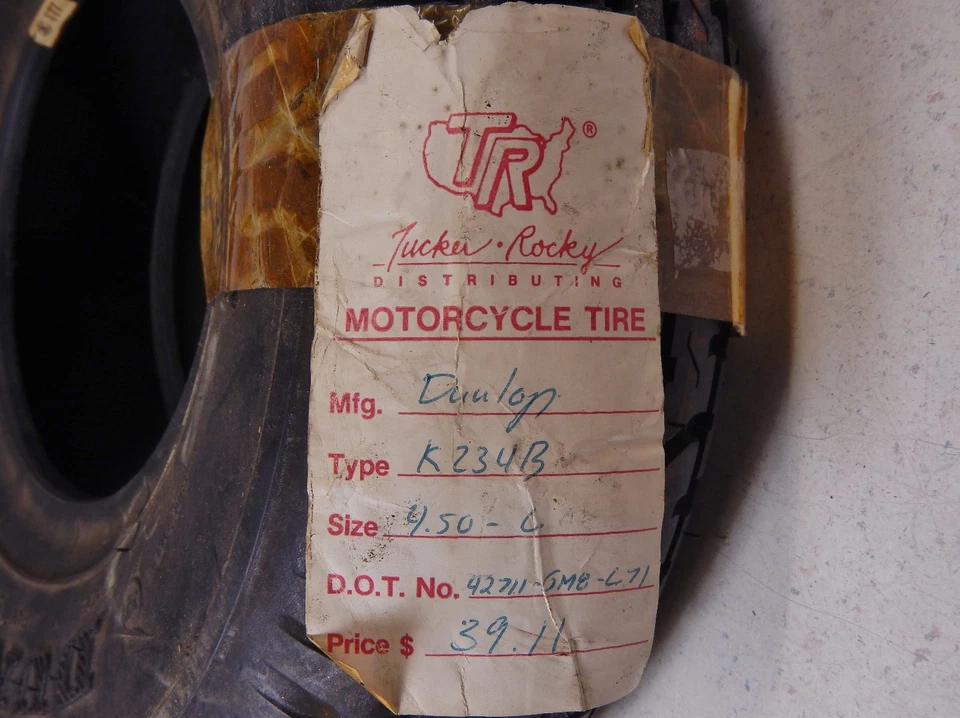 TR ®
Tucker · Rocky
DISTRIBUTING
MOTORCYCLE TIRE
Mfg. Dunlop
Type K234B
Size 4.50 - 6
D.O.T. No. 42711-GM8-L71
Price $ 39.11